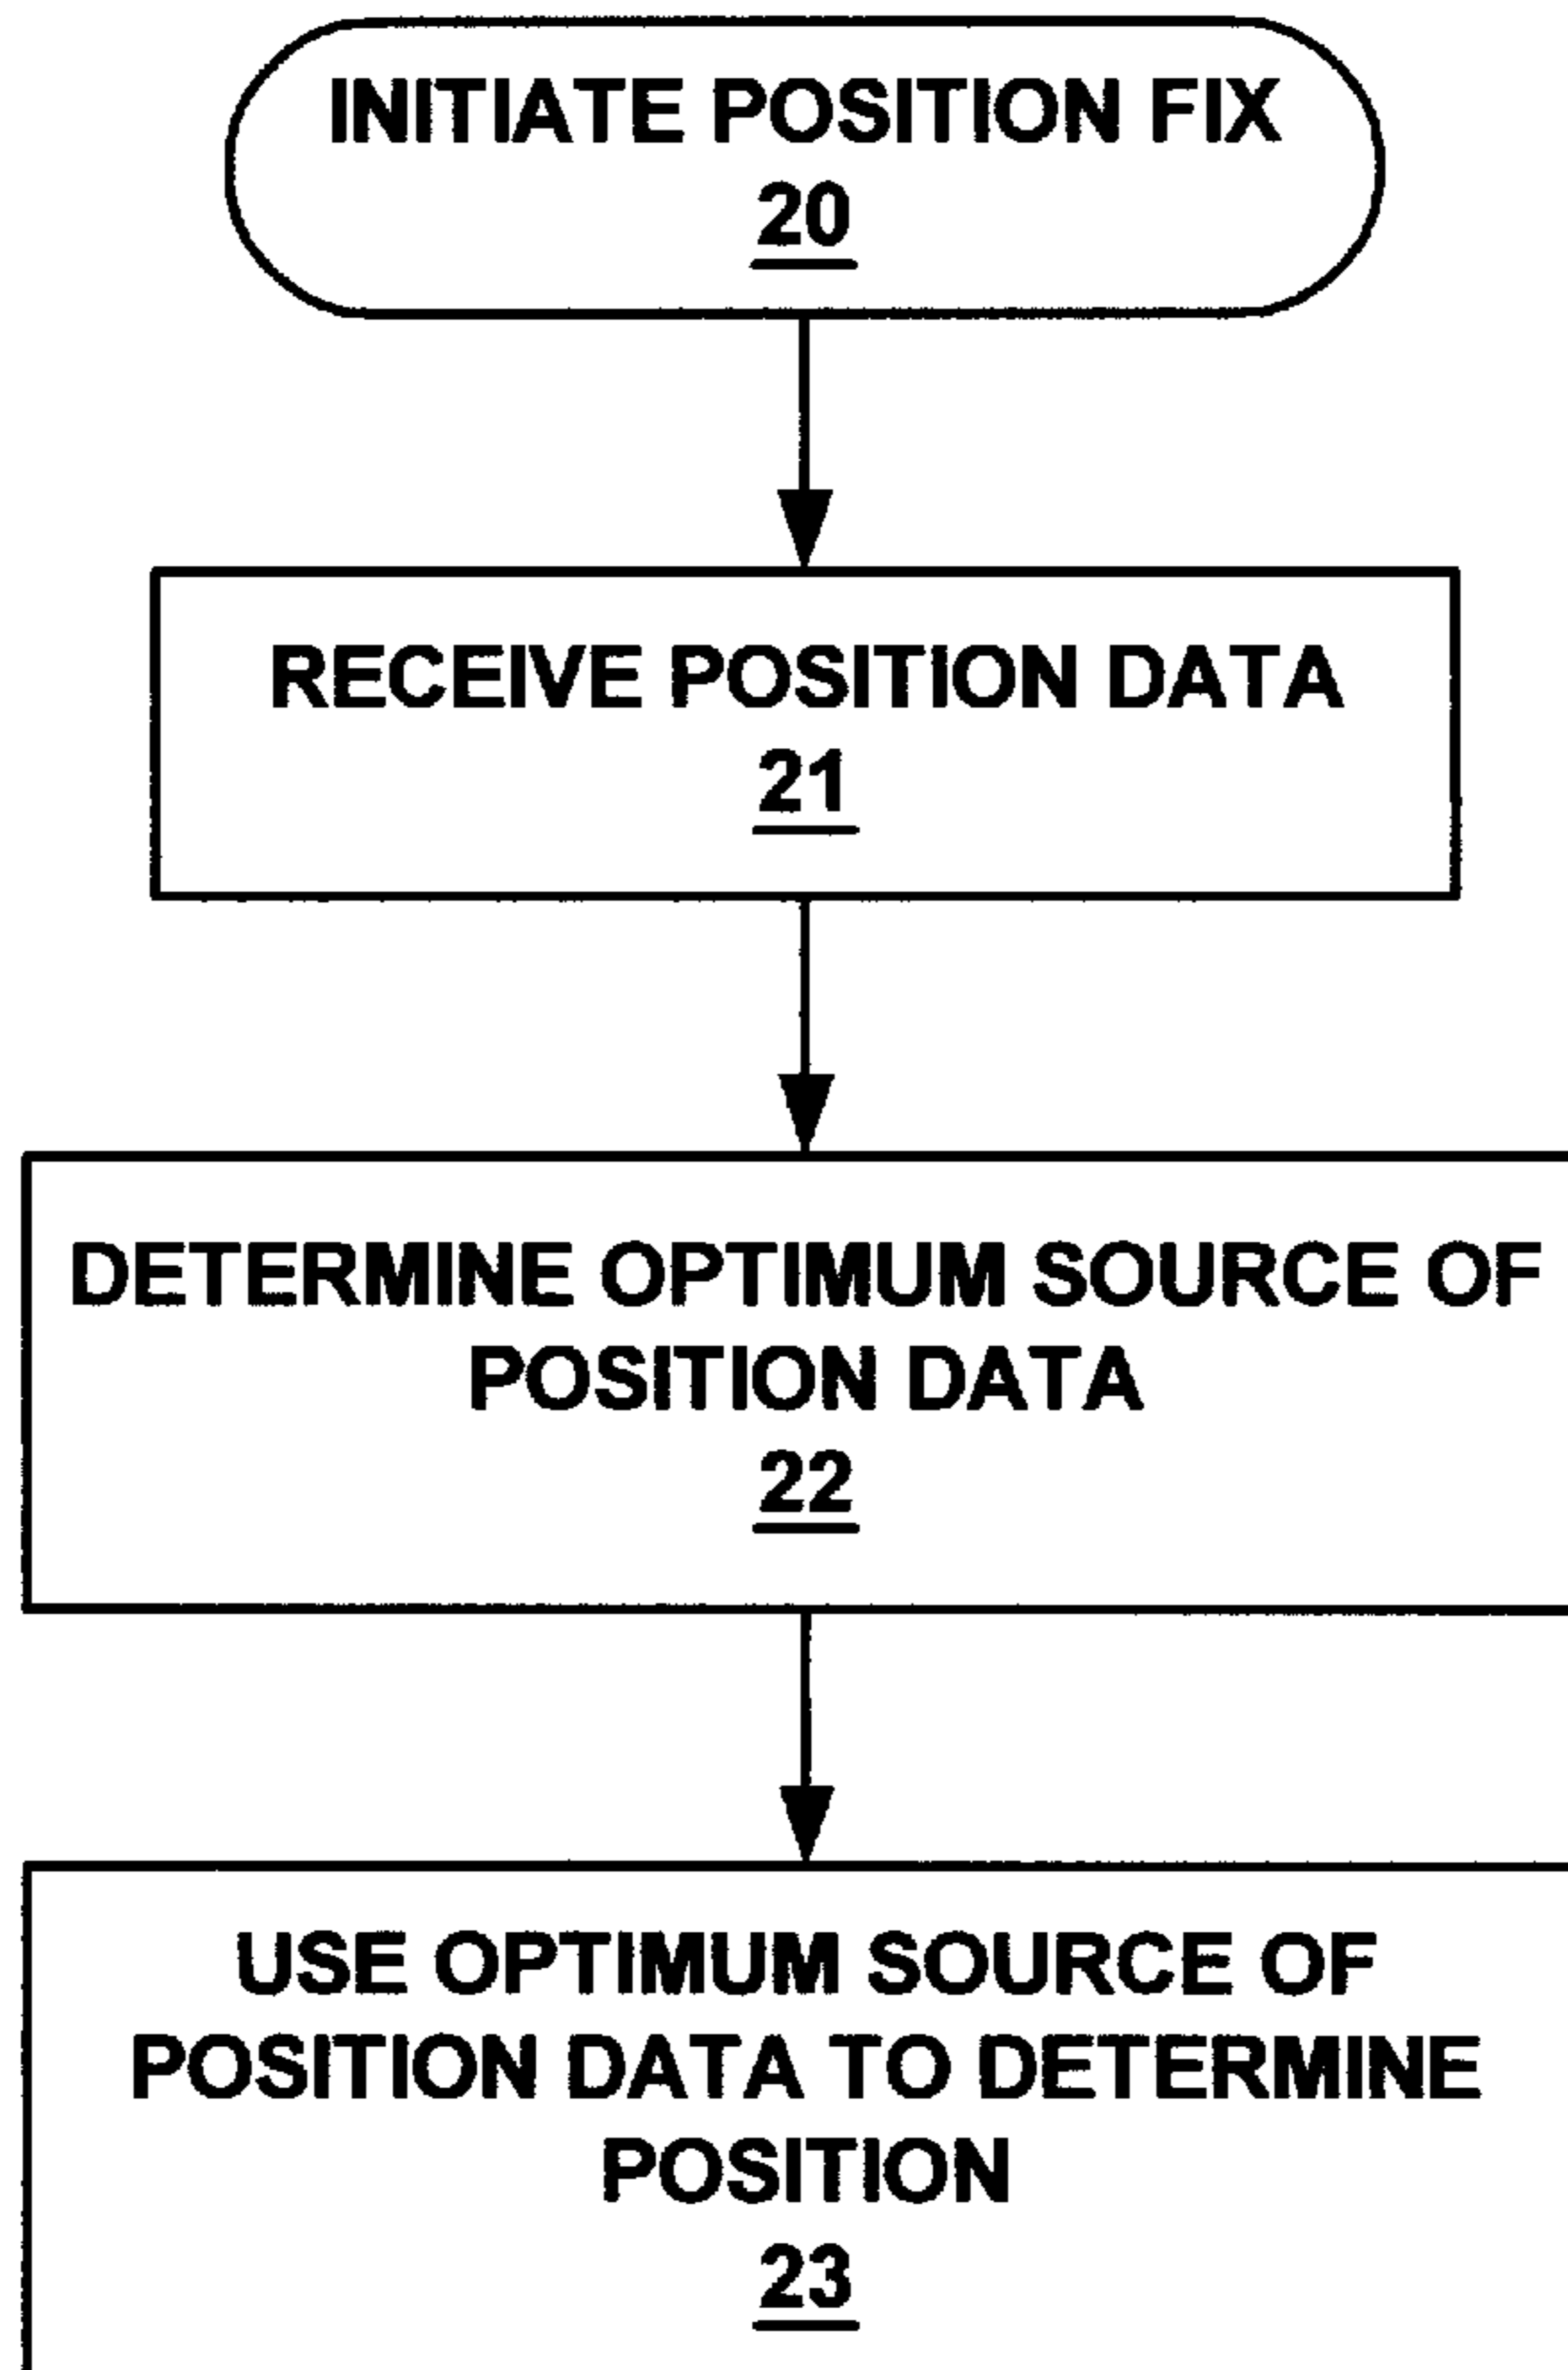 INITIATE POSITION FIX
20
RECEIVE POSITION DATA
21
DETERMINE OPTIMUM SOURCE OF
POSITION DATA
22
USE OPTIMUM SOURCE OF
POSITION DATA TO DETERMINE
POSITION
23